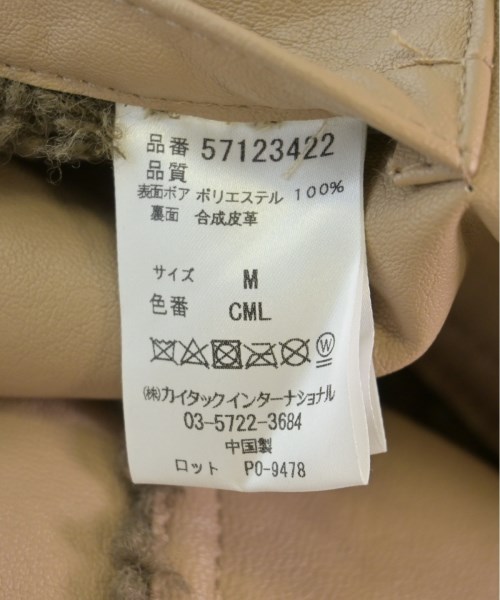 品番 57123422
品質
表面ボア ポリエステル 100%
裏面 合成皮革
サイズ M
色番 CML
W
㈱カイタックインターナショナル
03-5722-3684
中国製
ロット PO-9478